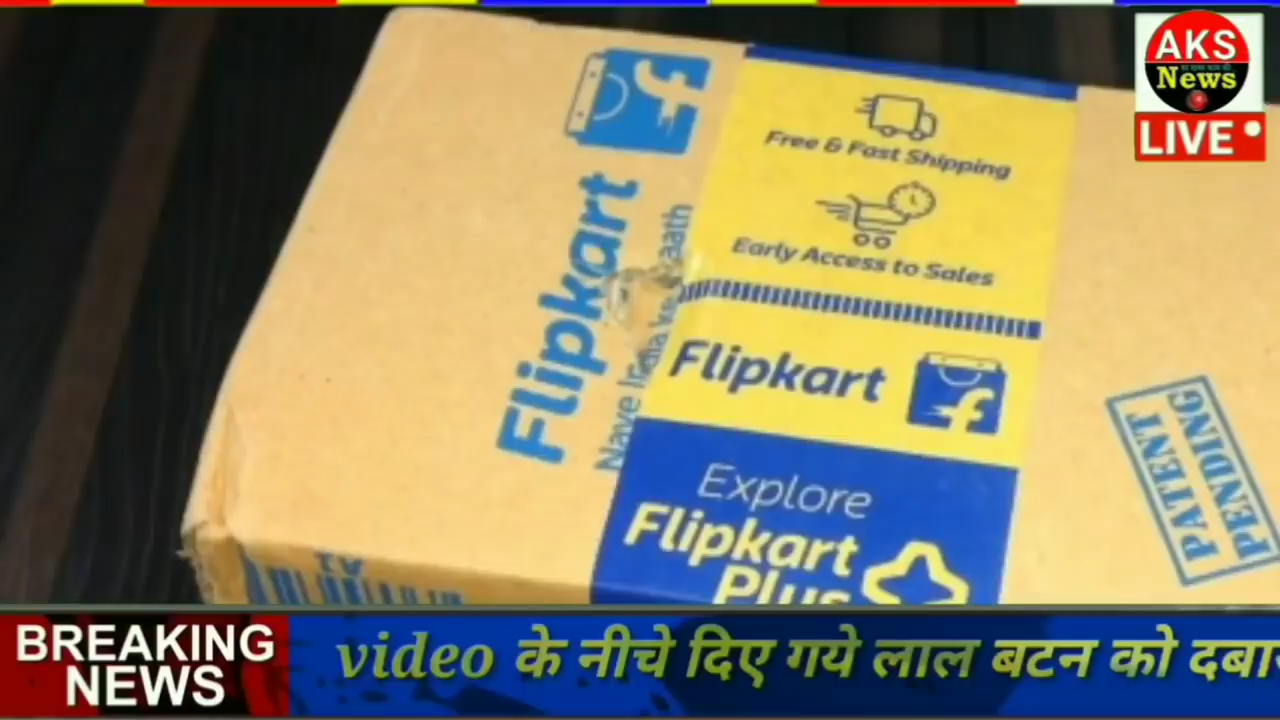 AKS
News
LIVE
Flipkart
Free & Fast Shipping
Early Access to Sales
Flipkart
Explore
Flipkart
Plus
PATENT
PENDING
BREAKING
NEWS
video के नीचे दिए गये लाल बटन को